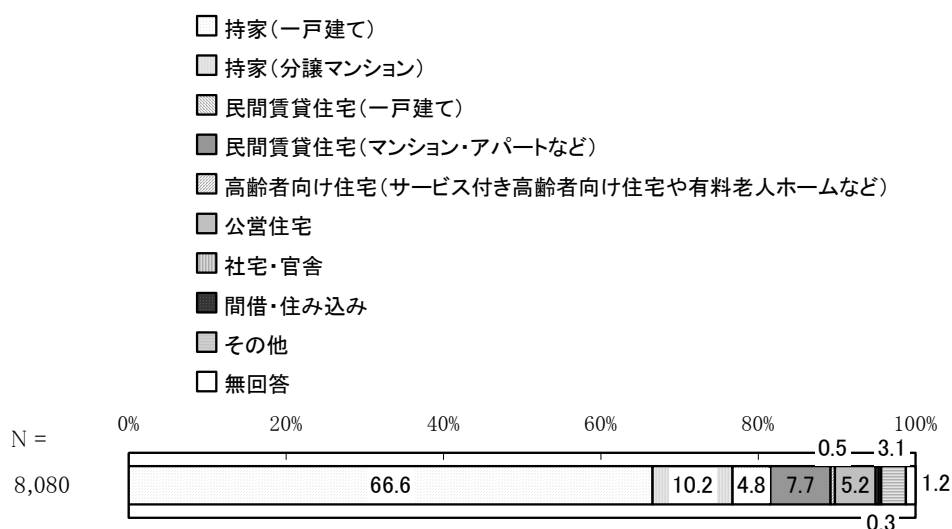 持家(一戸建て)
持家(分譲マンション)
民間賃貸住宅(一戸建て)
民間賃貸住宅(マンション・アパートなど)
高齢者向け住宅(サービス付き高齢者向け住宅や有料老人ホームなど)
公営住宅
社宅・官舎
間借・住み込み
その他
無回答
0% 20% 40% 60% 80% 100%
N =
0.5 3.1
8,080 66.6 10.2 4.8 7.7 5.2 1.2
0.3